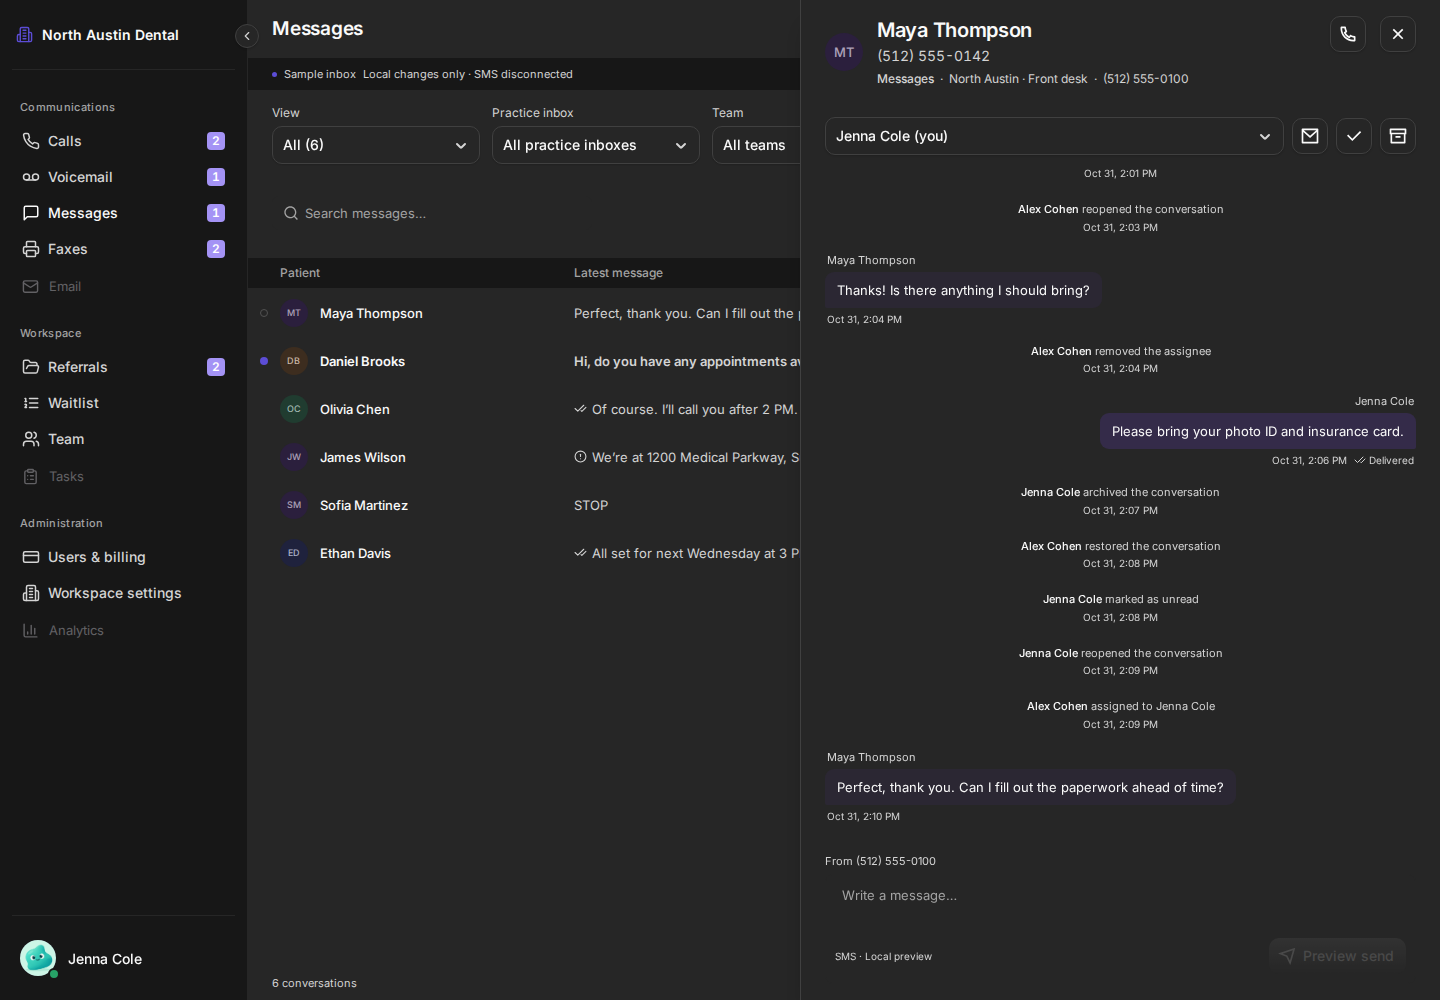 North Austin Dental
Communications
Calls 2
Voicemail 1
Messages 1
Faxes 2
Email
Workspace
Referrals 2
Waitlist
Team
Tasks
Administration
Users & billing
Workspace settings
Analytics
Jenna Cole
Messages
Sample inbox Local changes only · SMS disconnected
View Practice inbox Team
All (6) All practice inboxes All teams
Search messages...
Patient Latest message
MT Maya Thompson Perfect, thank you. Can I fill out the
DB Daniel Brooks Hi, do you have any appointments
OC Olivia Chen Of course. I’ll call you after 2 PM.
JW James Wilson We’re at 1200 Medical Parkway,
SM Sofia Martinez STOP
ED Ethan Davis All set for next Wednesday at 3
6 conversations
MT
Maya Thompson
(512) 555-0142
Messages · North Austin · Front desk · (512) 555-0100
Jenna Cole (you)
Oct 31, 2:01 PM
Alex Cohen reopened the conversation
Oct 31, 2:03 PM
Maya Thompson
Thanks! Is there anything I should bring?
Oct 31, 2:04 PM
Alex Cohen removed the assignee
Oct 31, 2:04 PM
Jenna Cole
Please bring your photo ID and insurance card.
Oct 31, 2:06 PM Delivered
Jenna Cole archived the conversation
Oct 31, 2:07 PM
Alex Cohen restored the conversation
Oct 31, 2:08 PM
Jenna Cole marked as unread
Oct 31, 2:08 PM
Jenna Cole reopened the conversation
Oct 31, 2:09 PM
Alex Cohen assigned to Jenna Cole
Oct 31, 2:09 PM
Maya Thompson
Perfect, thank you. Can I fill out the paperwork ahead of time?
Oct 31, 2:10 PM
From (512) 555-0100
Write a message...
SMS · Local preview
Preview send